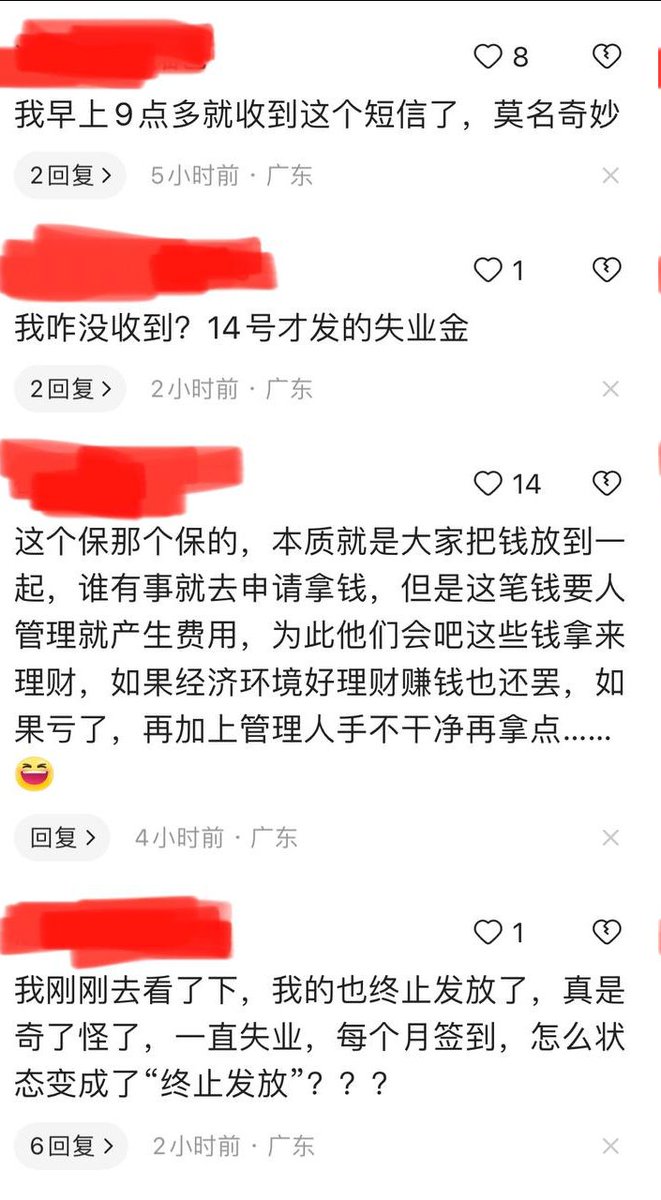 8
我早上9点多就收到这个短信了，莫名奇妙
2回复 > 5小时前 · 广东
1
我咋没收到？14号才发的失业金
2回复 > 2小时前 · 广东
14
这个保那个保的，本质就是大家把钱放到一
起，谁有事就去申请拿钱，但是这笔钱要人
管理就产生费用，为此他们会吧这些钱拿来
理财，如果经济环境好理财赚钱也还罢，如
果亏了，再加上管理人手不干净再拿点……
😆
回复 > 4小时前 · 广东
1
我刚刚去看了下，我的也终止发放了，真是
奇了怪了，一直失业，每个月签到，怎么状
态变成了“终止发放”？？？
6回复 > 2小时前 · 广东